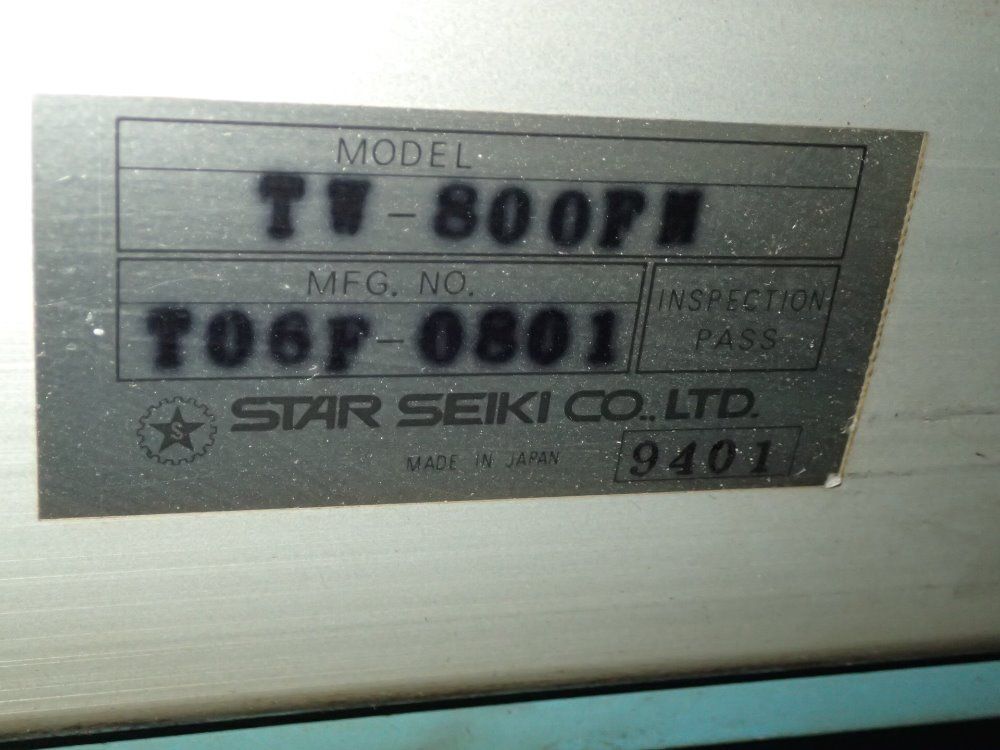 MODEL
TW-800FM
MFG. NO.
T06F-0801
INSPECTION
PASS
S
STAR SEIKI CO., LTD.
MADE IN JAPAN
9401